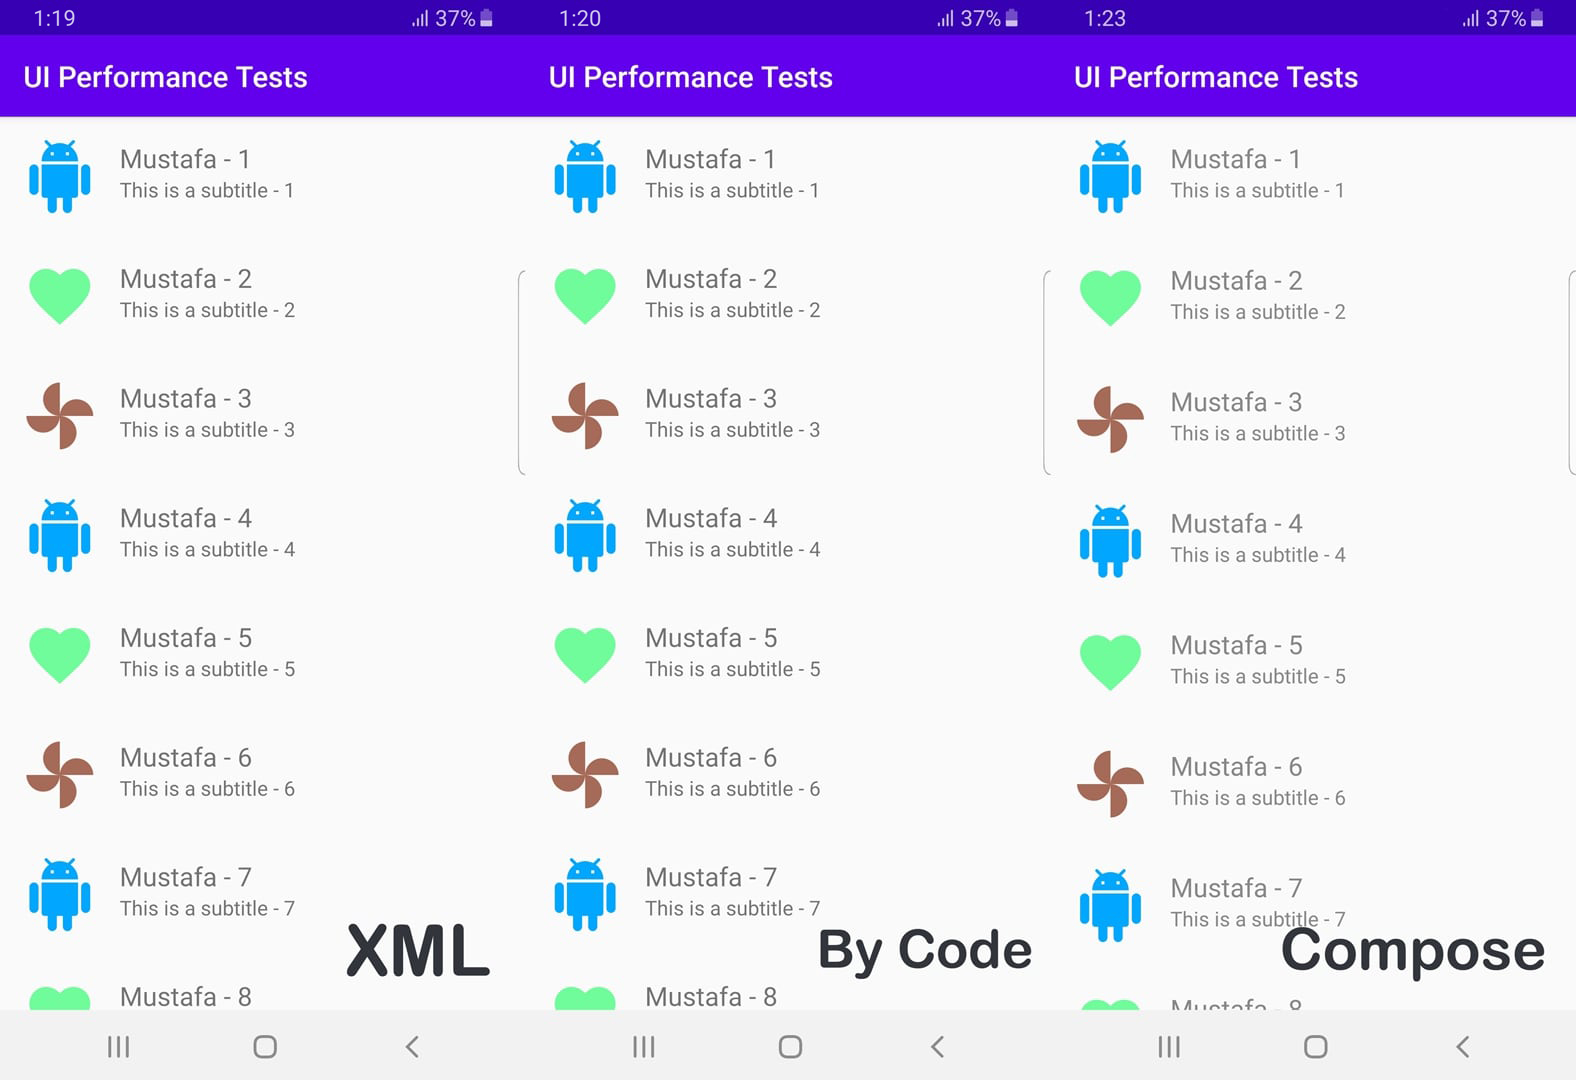 1:19 37%
UI Performance Tests
Mustafa - 1
This is a subtitle - 1
Mustafa - 2
This is a subtitle - 2
Mustafa - 3
This is a subtitle - 3
Mustafa - 4
This is a subtitle - 4
Mustafa - 5
This is a subtitle - 5
Mustafa - 6
This is a subtitle - 6
Mustafa - 7
This is a subtitle - 7
XML
Mustafa - 8
1:20 37%
UI Performance Tests
Mustafa - 1
This is a subtitle - 1
Mustafa - 2
This is a subtitle - 2
Mustafa - 3
This is a subtitle - 3
Mustafa - 4
This is a subtitle - 4
Mustafa - 5
This is a subtitle - 5
Mustafa - 6
This is a subtitle - 6
Mustafa - 7
This is a subtitle - 7
By Code
Mustafa - 8
1:23 37%
UI Performance Tests
Mustafa - 1
This is a subtitle - 1
Mustafa - 2
This is a subtitle - 2
Mustafa - 3
This is a subtitle - 3
Mustafa - 4
This is a subtitle - 4
Mustafa - 5
This is a subtitle - 5
Mustafa - 6
This is a subtitle - 6
Mustafa - 7
This is a subtitle - 7
Compose
Mustafa - 8